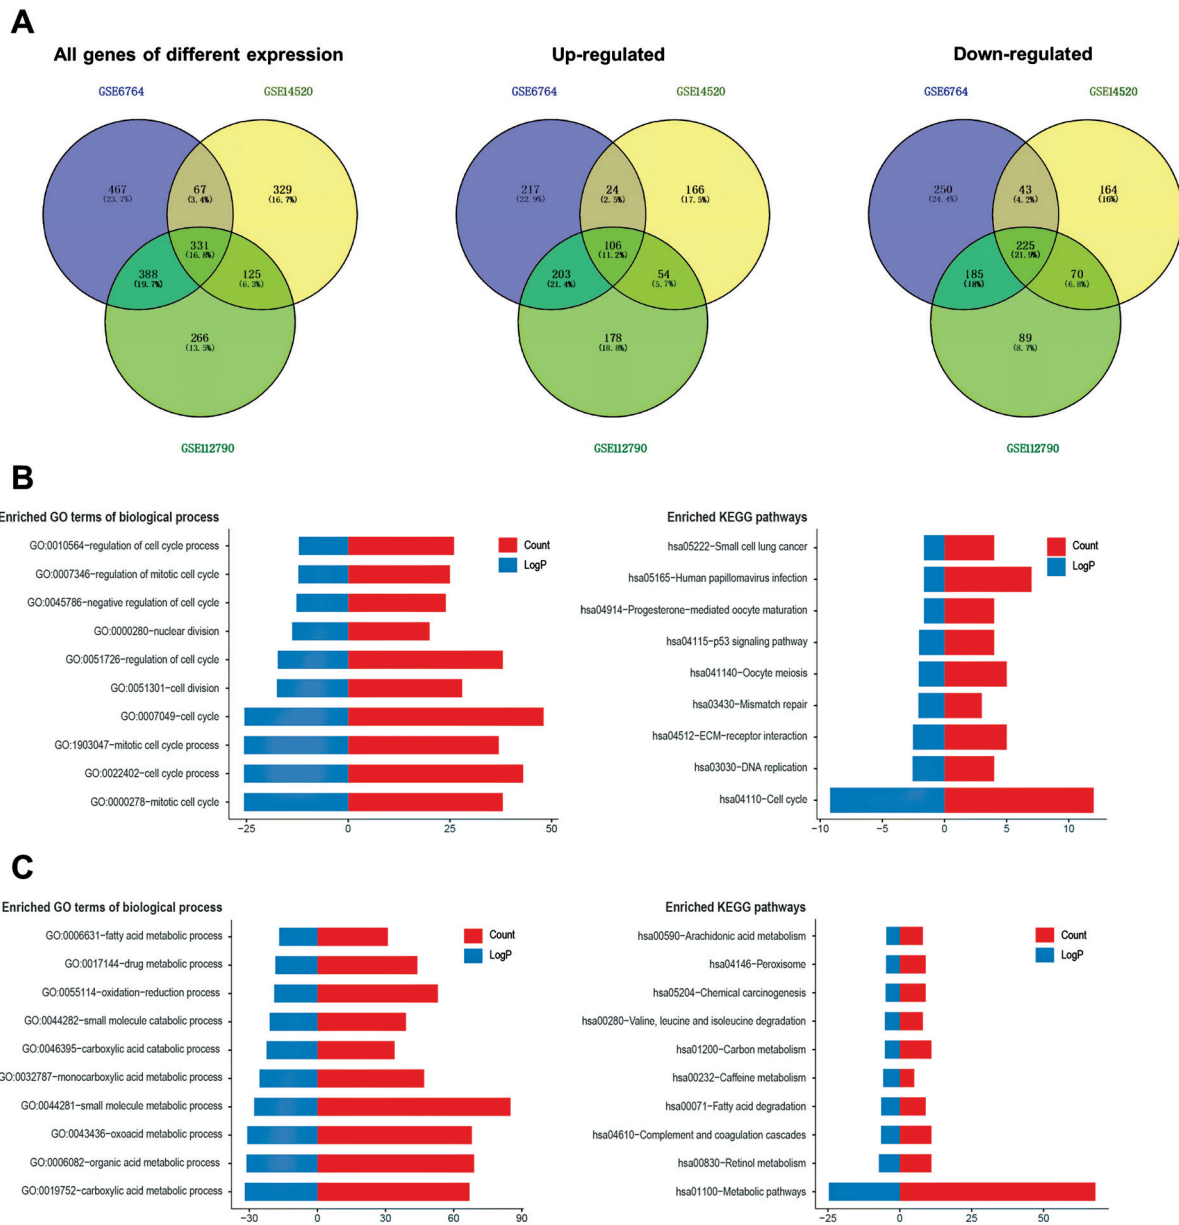 A
All genes of different expression
Up-regulated
Down-regulated
GSE6764
GSE14520
GSE6764
GSE14520
GSE6764
GSE14520
467
(23.7%)
67
(3.4%)
329
(16.7%)
331
(16.8%)
388
(19.7%)
125
(6.3%)
266
(13.5%)
GSE112790
217
(22.9%)
24
(2.5%)
166
(17.5%)
106
(11.2%)
203
(21.4%)
54
(5.7%)
178
(18.8%)
GSE112790
250
(24.4%)
43
(4.2%)
164
(16%)
225
(21.9%)
185
(18%)
70
(6.8%)
89
(8.7%)
GSE112790
B
Enriched GO terms of biological process
GO:0010564-regulation of cell cycle process
GO:0007346-regulation of mitotic cell cycle
GO:0045786-negative regulation of cell cycle
GO:0000280-nuclear division
GO:0051726-regulation of cell cycle
GO:0051301-cell division
GO:0007049-cell cycle
GO:1903047-mitotic cell cycle process
GO:0022402-cell cycle process
GO:0000278-mitotic cell cycle
Count
LogP
−25 0 25 50
Enriched KEGG pathways
hsa05222-Small cell lung cancer
hsa05165-Human papillomavirus infection
hsa04914-Progesterone-mediated oocyte maturation
hsa04115-p53 signaling pathway
hsa041140-Oocyte meiosis
hsa03430-Mismatch repair
hsa04512-ECM-receptor interaction
hsa03030-DNA replication
hsa04110-Cell cycle
Count
LogP
−10 −5 0 5 10
C
Enriched GO terms of biological process
GO:0006631-fatty acid metabolic process
GO:0017144-drug metabolic process
GO:0055114-oxidation-reduction process
GO:0044282-small molecule catabolic process
GO:0046395-carboxylic acid catabolic process
GO:0032787-monocarboxylic acid metabolic process
GO:0044281-small molecule metabolic process
GO:0043436-oxoacid metabolic process
GO:0006082-organic acid metabolic process
GO:0019752-carboxylic acid metabolic process
Count
LogP
−30 0 30 60 90
Enriched KEGG pathways
hsa00590-Arachidonic acid metabolism
hsa04146-Peroxisome
hsa05204-Chemical carcinogenesis
hsa00280-Valine, leucine and isoleucine degradation
hsa01200-Carbon metabolism
hsa00232-Caffeine metabolism
hsa00071-Fatty acid degradation
hsa04610-Complement and coagulation cascades
hsa00830-Retinol metabolism
hsa01100-Metabolic pathways
Count
LogP
−25 0 25 50